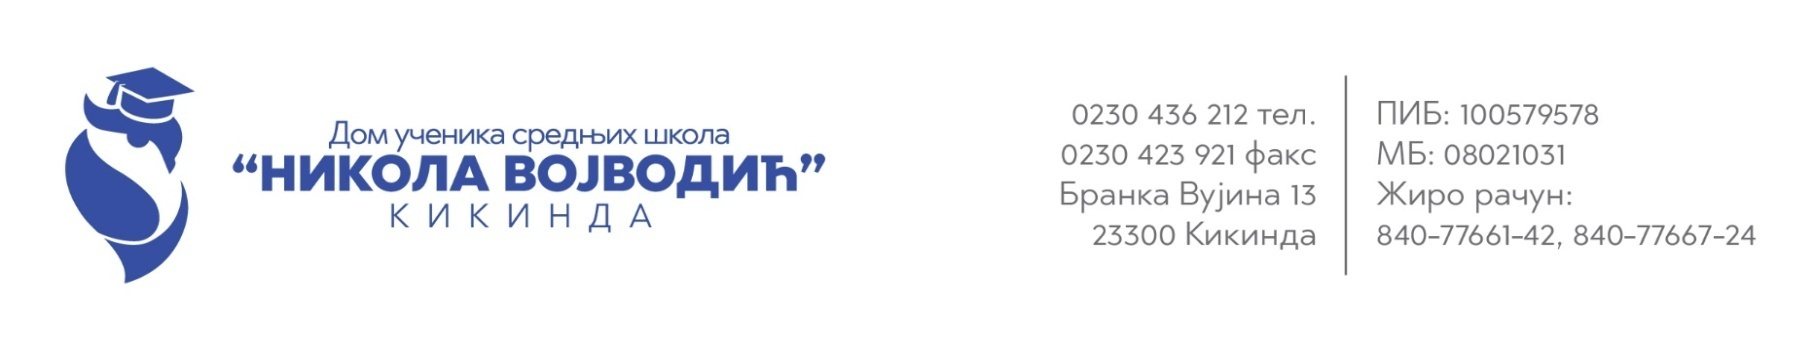 Дом ученика средњих школа
“НИКОЛА ВОЈВОДИЋ”
КИКИНДА
0230 436 212 тел.
0230 423 921 факс
Бранка Вујина 13
23300 Кикинда
ПИБ: 100579578
МБ: 08021031
Жиро рачун:
840-77661-42, 840-77667-24